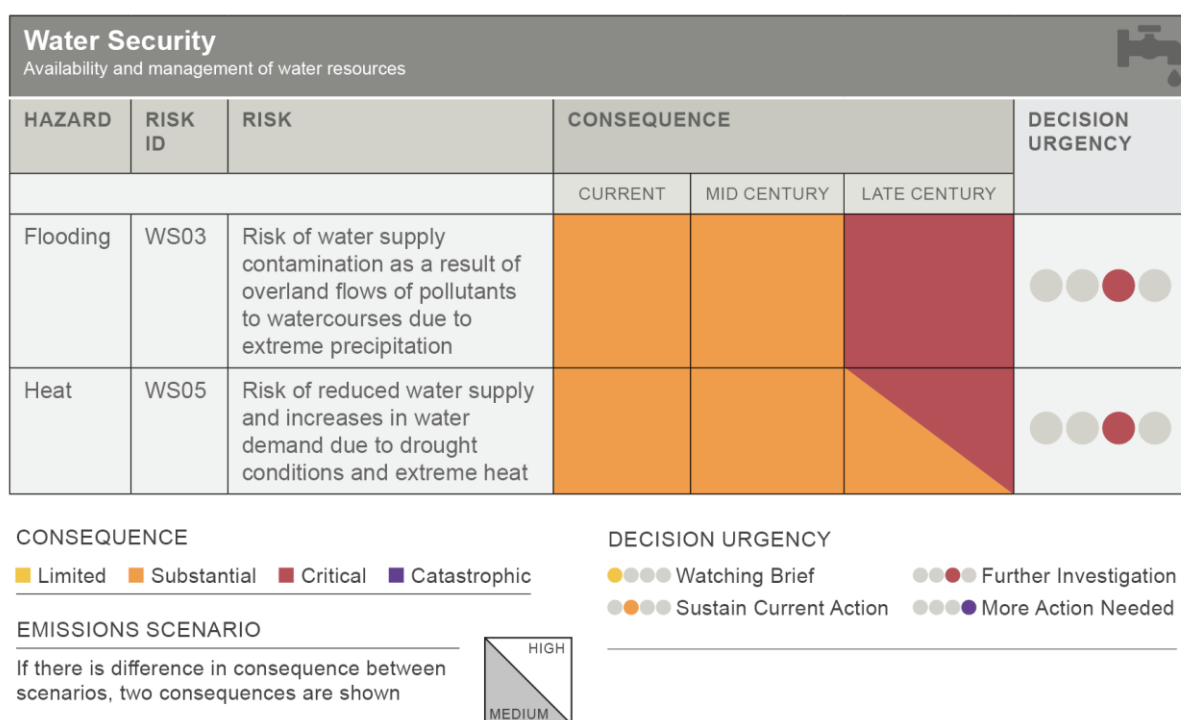 Water Security
Availability and management of water resources
HAZARD
RISK
ID
RISK
CONSEQUENCE
DECISION
URGENCY
CURRENT
MID CENTURY
LATE CENTURY
Flooding
WS03
Risk of water supply
contamination as a result of
overland flows of pollutants
to watercourses due to
extreme precipitation
Heat
WS05
Risk of reduced water supply
and increases in water
demand due to drought
conditions and extreme heat
CONSEQUENCE
Limited Substantial Critical Catastrophic
EMISSIONS SCENARIO
If there is difference in consequence between
scenarios, two consequences are shown
HIGH
MEDIUM
DECISION URGENCY
Watching Brief Further Investigation
Sustain Current Action More Action Needed